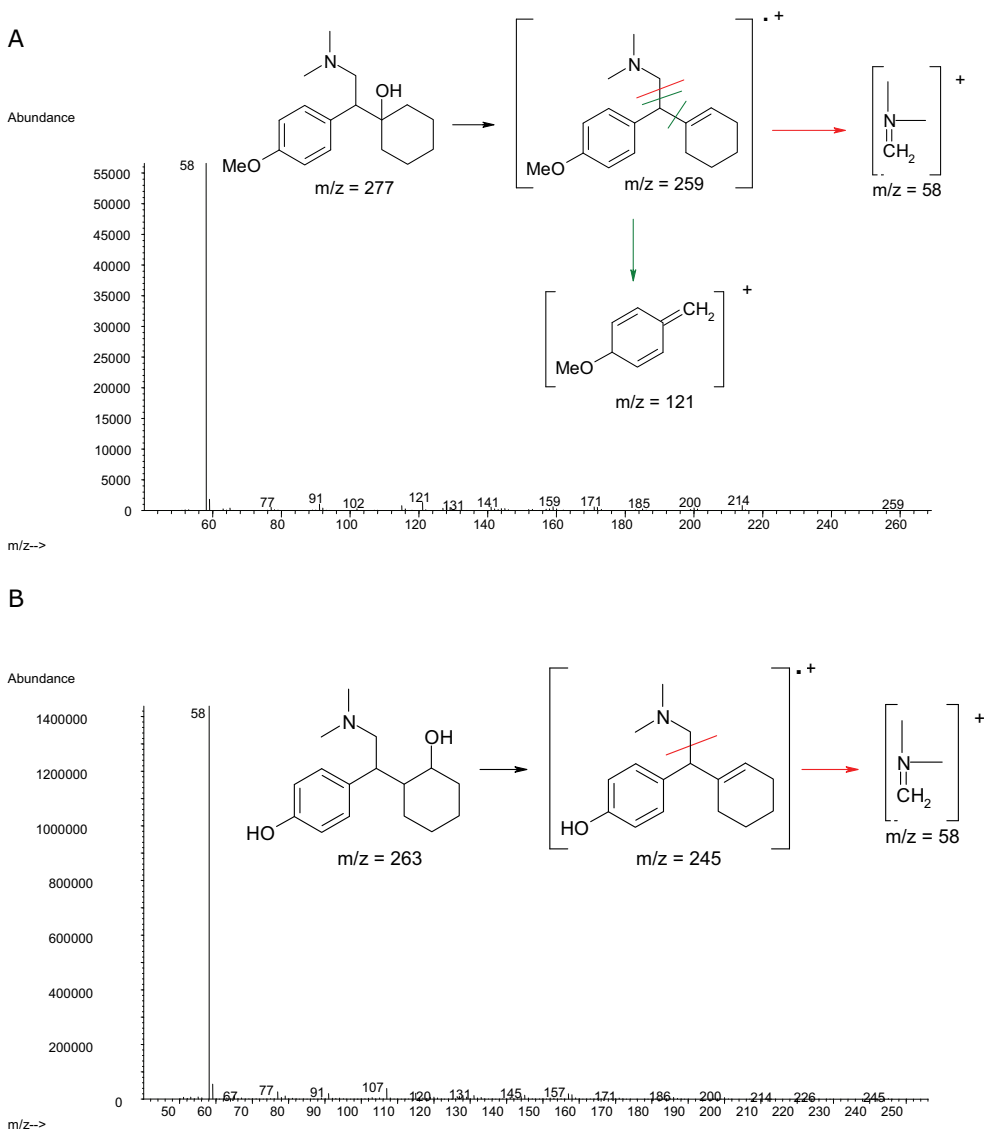 A
Abundance
N
OH
MeO
m/z = 277
N
MeO
m/z = 259
· +
N
CH2
+
m/z = 58
CH2
MeO
+
m/z = 121
55000
50000
45000
40000
35000
30000
25000
20000
15000
10000
5000
0
58
77
91
102
121
131
141
159
171
185
200
214
259
60 80 100 120 140 160 180 200 220 240 260
m/z-->
B
Abundance
N
OH
HO
m/z = 263
N
HO
m/z = 245
· +
N
CH2
+
m/z = 58
1400000
1200000
1000000
800000
600000
400000
200000
0
58
67
77
91
107
120
131
145
157
171
186
200
214
226
245
50 60 70 80 90 100 110 120 130 140 150 160 170 180 190 200 210 220 230 240 250
m/z-->